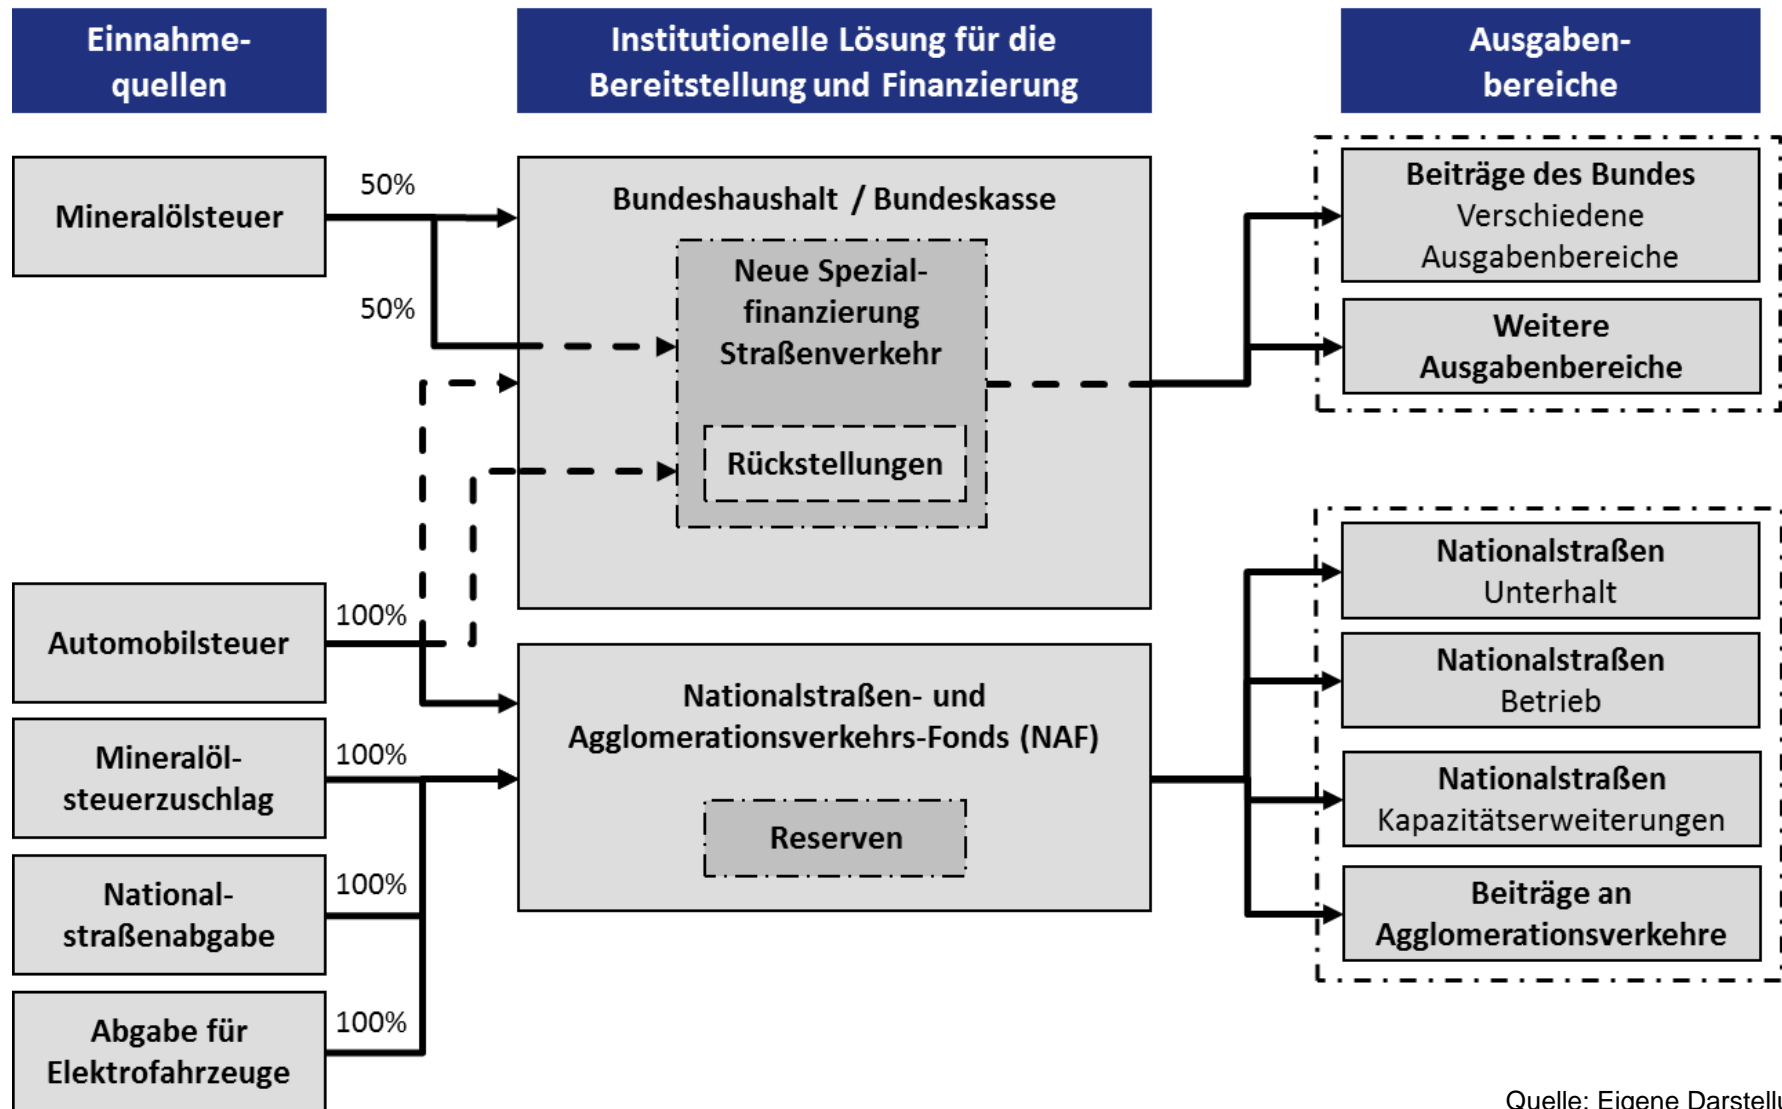 Einnahme-
quellen
Institutionelle Lösung für die
Bereitstellung und Finanzierung
Ausgaben-
bereiche
Mineralölsteuer
50%
50%
Bundeshaushalt / Bundeskasse
Neue Spezial-
finanzierung
Straßenverkehr
Rückstellungen
Beiträge des Bundes
Verschiedene
Ausgabenbereiche
Weitere
Ausgabenbereiche
Automobilsteuer
100%
Mineralöl-
steuerzuschlag
100%
National-
straßenabgabe
100%
Abgabe für
Elektrofahrzeuge
100%
Nationalstraßen- und
Agglomerationsverkehrs-Fonds (NAF)
Reserven
Nationalstraßen
Unterhalt
Nationalstraßen
Betrieb
Nationalstraßen
Kapazitätserweiterungen
Beiträge an
Agglomerationsverkehre
Quelle: Eigene